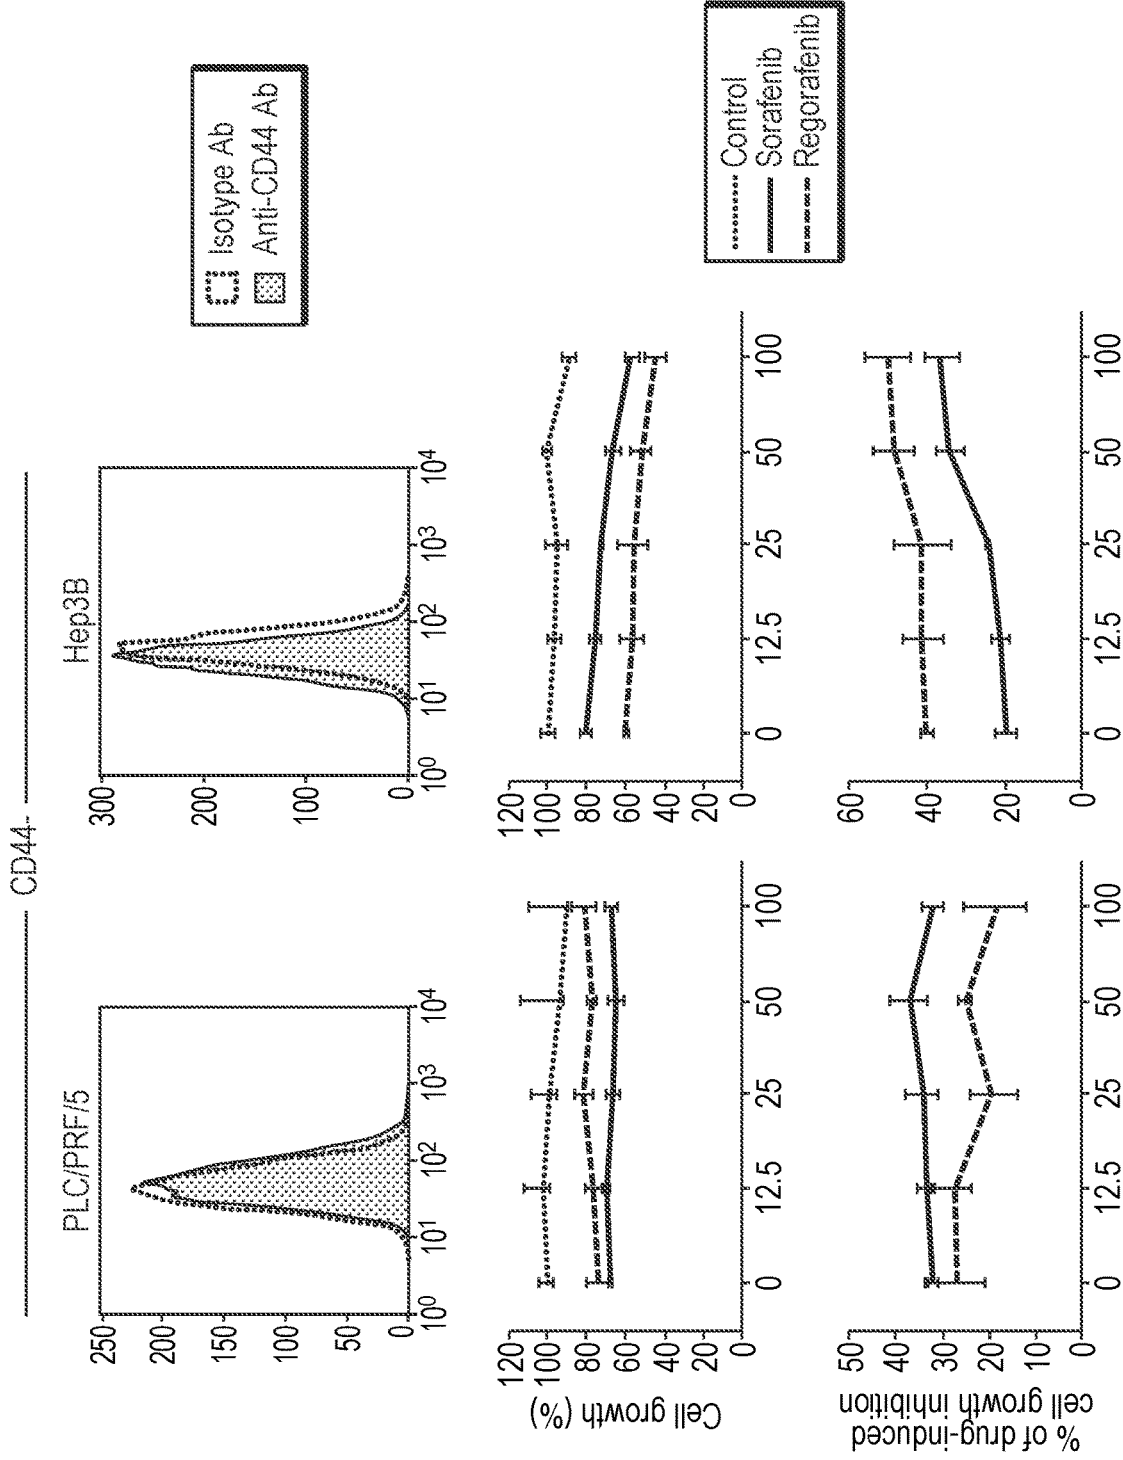 CD44-
PLC/PRF/5
Hep3B
250
200
150
100
50
0
10⁰ 10¹ 10² 10³ 10⁴
300
200
100
0
10⁰ 10¹ 10² 10³ 10⁴
Isotype Ab
Anti-CD44 Ab
Cell growth (%)
120
100
80
60
40
20
0
0 12.5 25 50 100
120
100
80
60
40
20
0
0 12.5 25 50 100
Control
Sorafenib
Regorafenib
% of drug-induced
cell growth inhibition
50
40
30
20
10
0
0 12.5 25 50 100
60
40
20
0
0 12.5 25 50 100